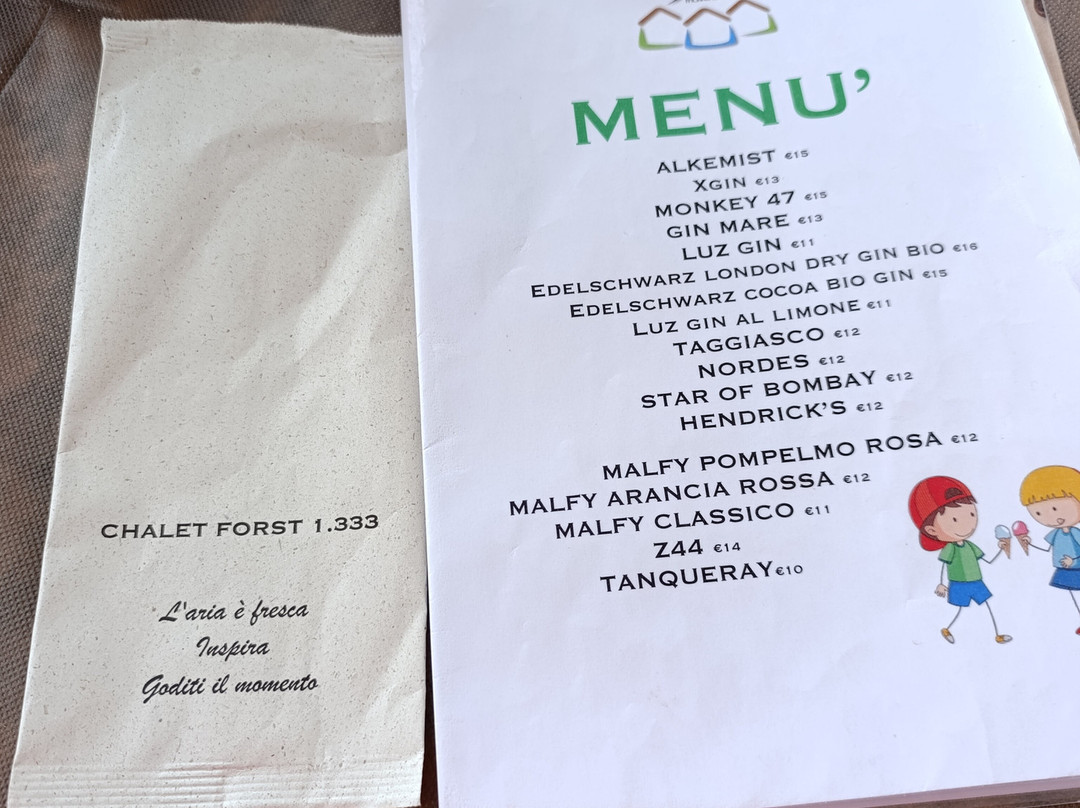 CHALET FORST 1.333
L'aria è fresca
Inspira
Goditi il momento
MENU'
ALKEMIST €15
XGIN €13
MONKEY 47 €15
GIN MARE €13
LUZ GIN €11
EDELSCHWARZ LONDON DRY GIN BIO €16
EDELSCHWARZ COCOA BIO GIN €15
LUZ GIN AL LIMONE €11
TAGGIASCO €12
NORDES €12
STAR OF BOMBAY €12
HENDRICK'S €12
MALFY POMPELMO ROSA €12
MALFY ARANCIA ROSSA €12
MALFY CLASSICO €11
Z44 €14
TANQUERAY€10